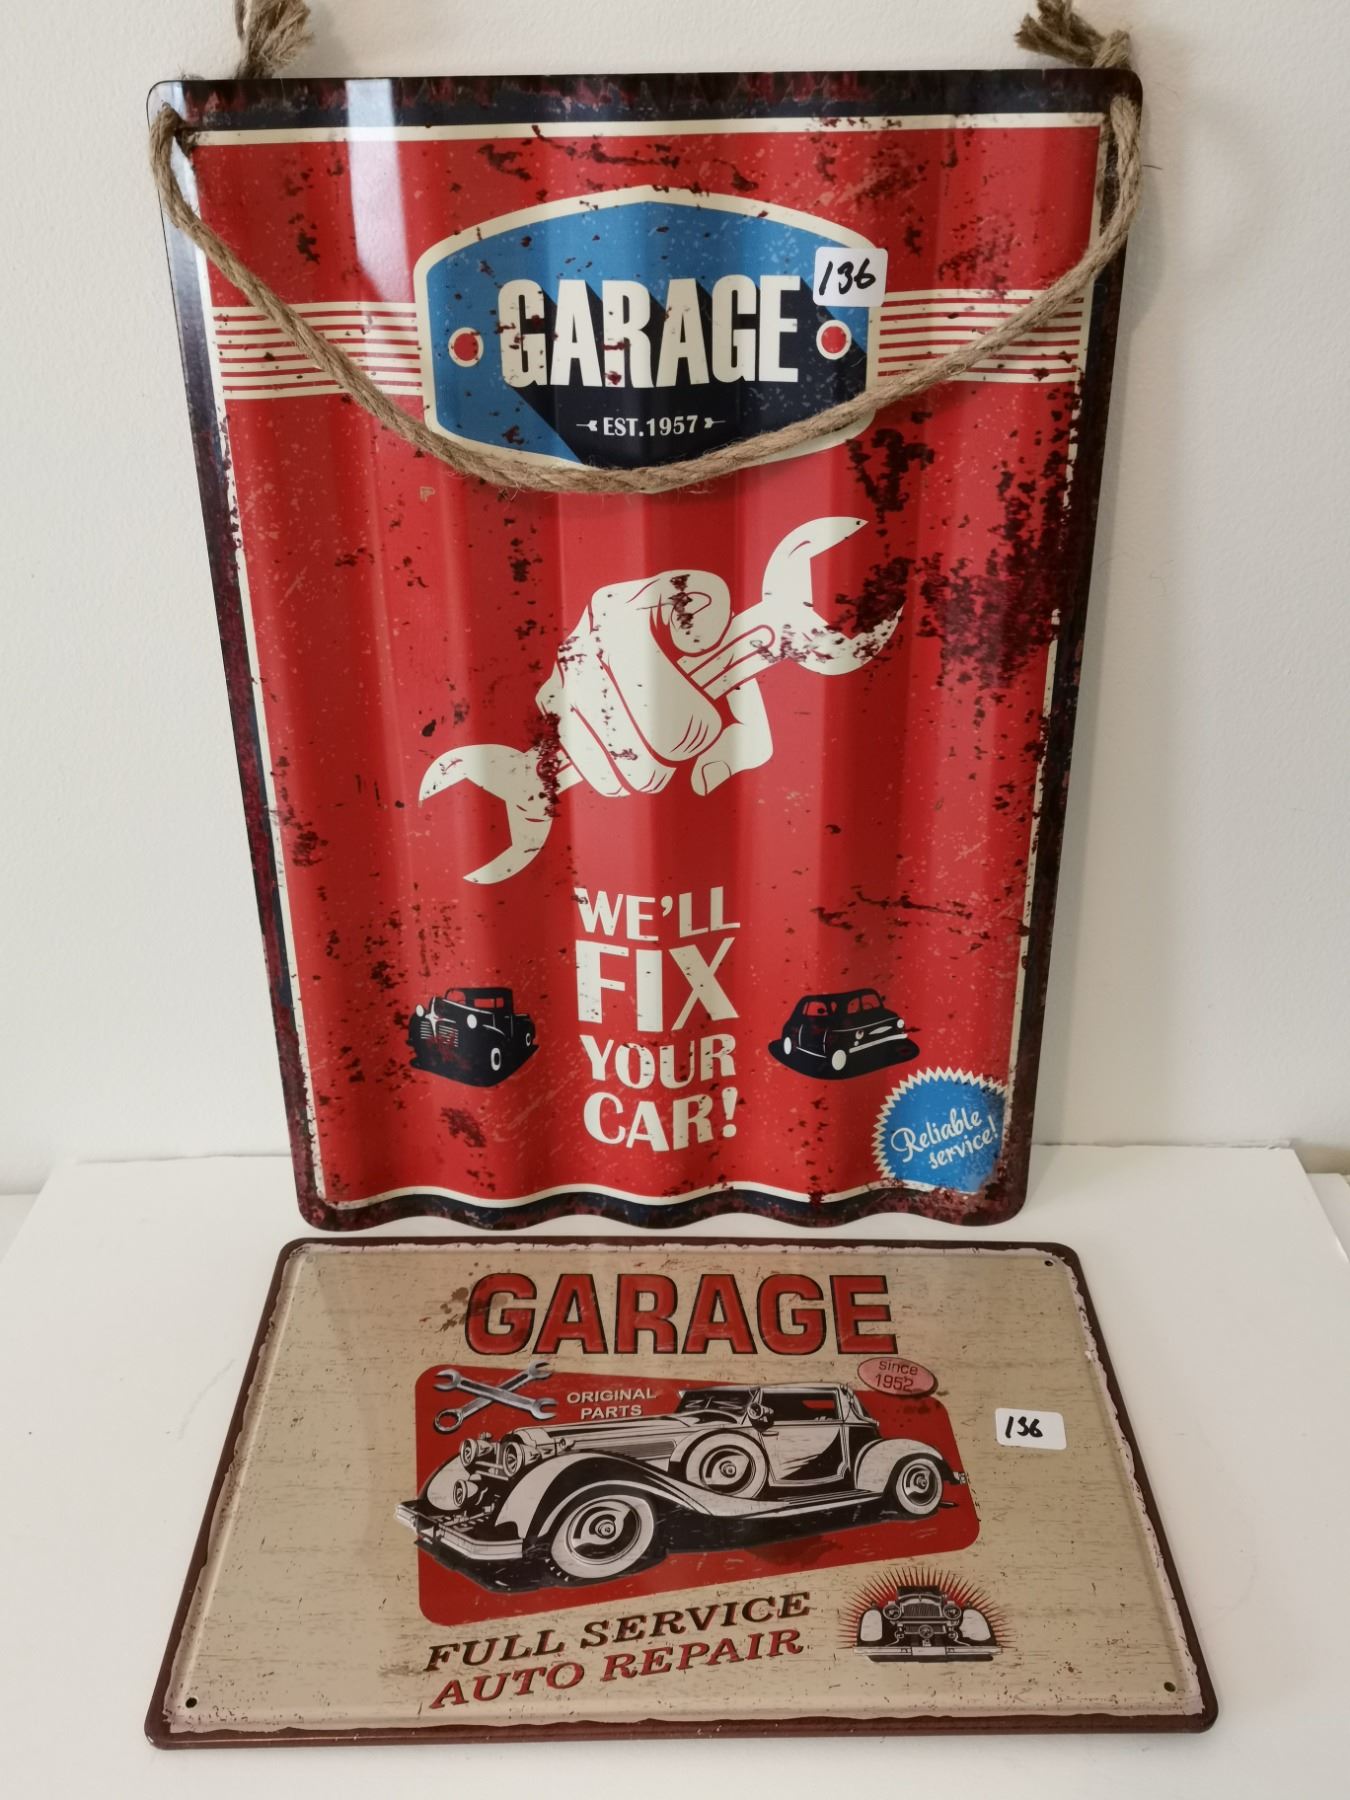 GARAGE
136
EST.1957
WE'LL
FIX
YOUR
CAR!
Reliable
service!
GARAGE
since
1952
ORIGINAL
PARTS
136
FULL SERVICE
AUTO REPAIR